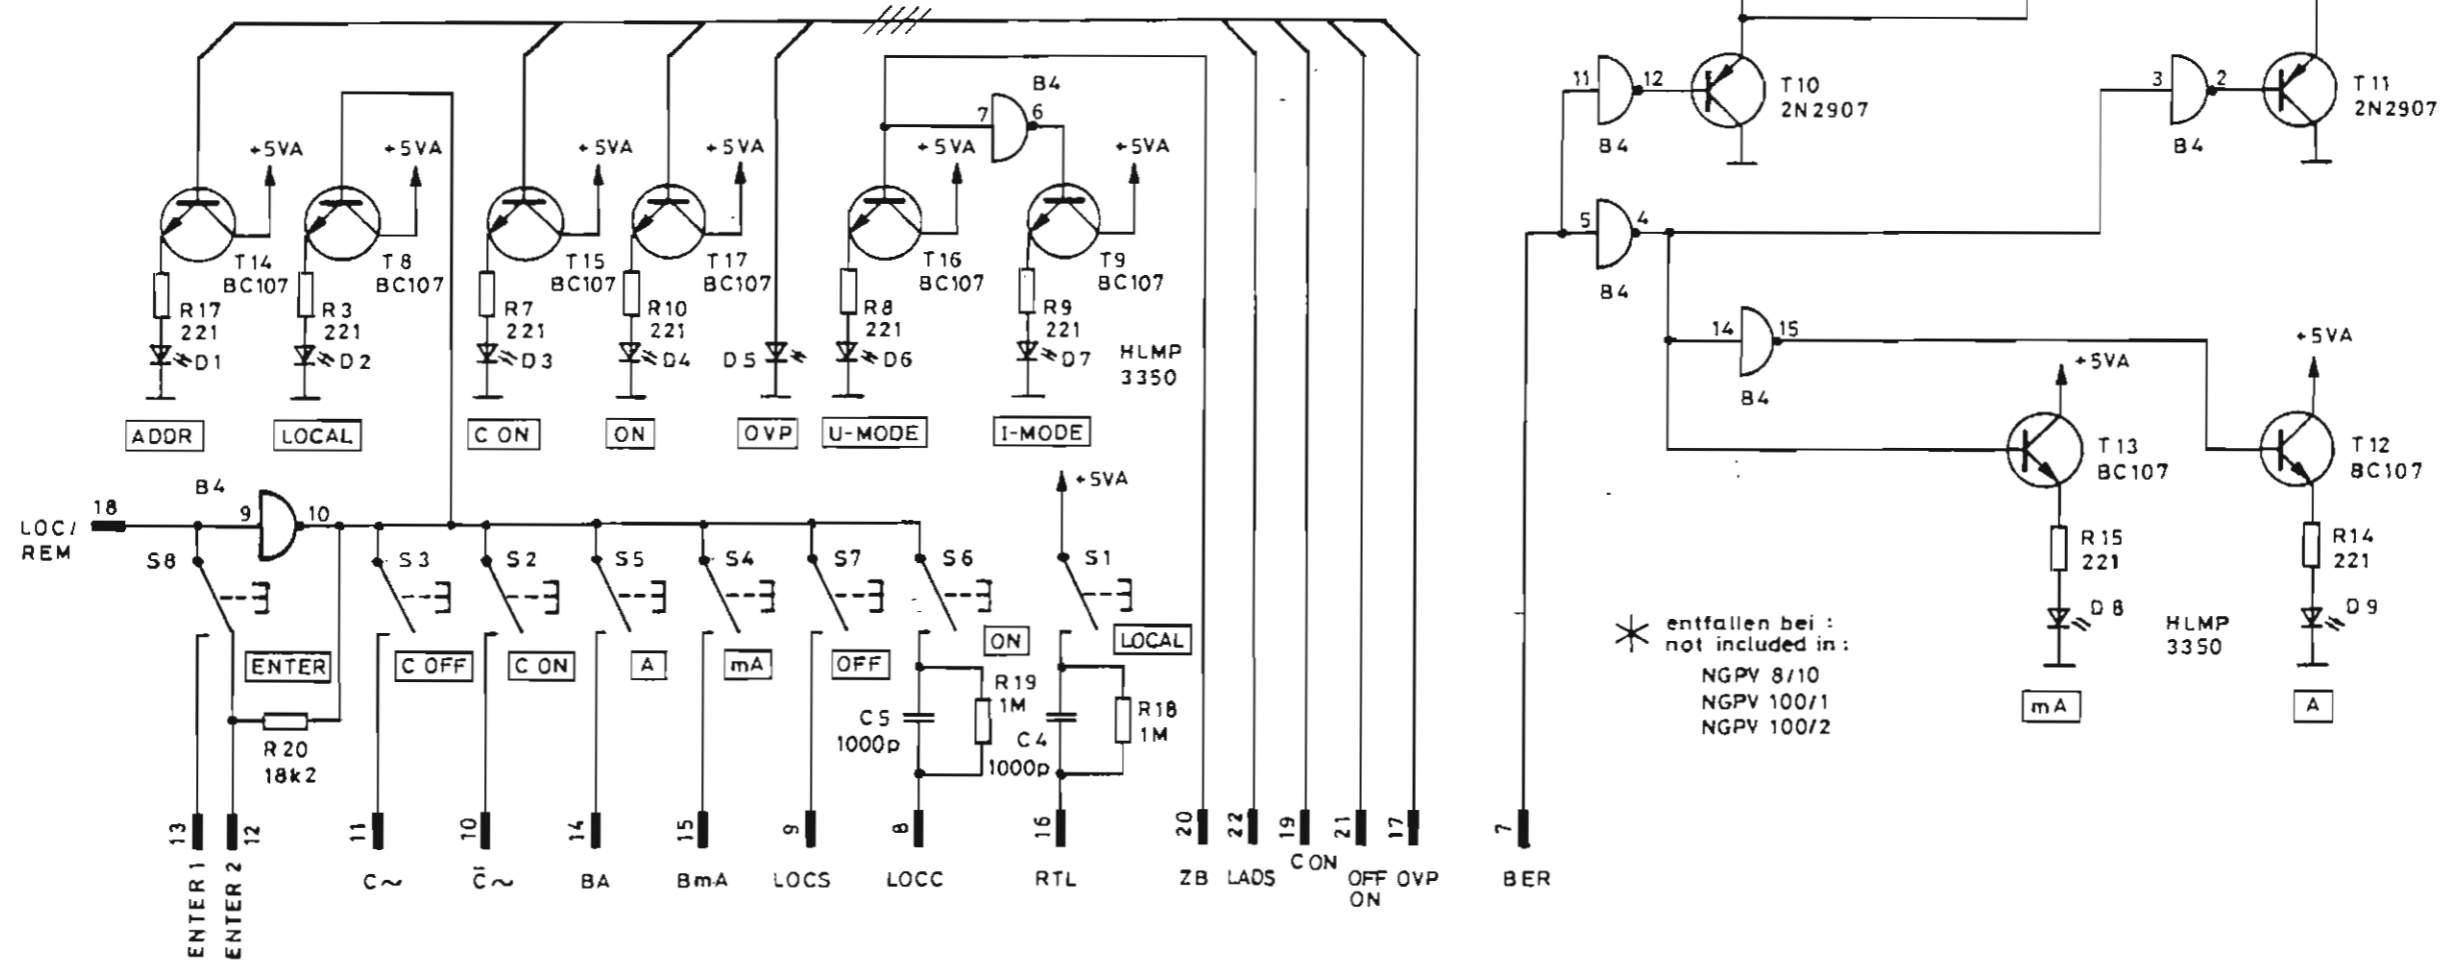 11
12
T10
2N2907
B4
3
2
T11
2N2907
B4
B4
7
6
+5VA
+5VA
+5VA
+5VA
+5VA
+5VA
T14
BC107
T8
BC107
T15
BC107
T17
BC107
T16
BC107
T9
BC107
5
4
B4
R17
221
R3
221
R7
221
R10
221
R8
221
R9
221
D1
D2
D3
D4
D5
D6
D7
HLMP
3350
14
15
B4
ADDR
LOCAL
C ON
ON
OVP
U-MODE
I-MODE
+5VA
+5VA
T13
BC107
T12
BC107
LOC/
REM
18
B4
9
10
+5VA
S8
S3
S2
S5
S4
S7
S6
S1
R15
221
R14
221
D8
D9
HLMP
3350
mA
A
ENTER
C OFF
C ON
A
mA
OFF
ON
LOCAL
R20
18k2
C5
1000p
R19
1M
C4
1000p
R18
1M
entfallen bei :
not included in :
NGPV 8/10
NGPV 100/1
NGPV 100/2
13
12
11
10
14
15
9
8
16
20
22
19
21
17
7
ENTER 1
ENTER 2
C~
C̄~
BA
BmA
LOCS
LOCC
RTL
ZB
LADS
C ON
OFF
ON
OVP
BER